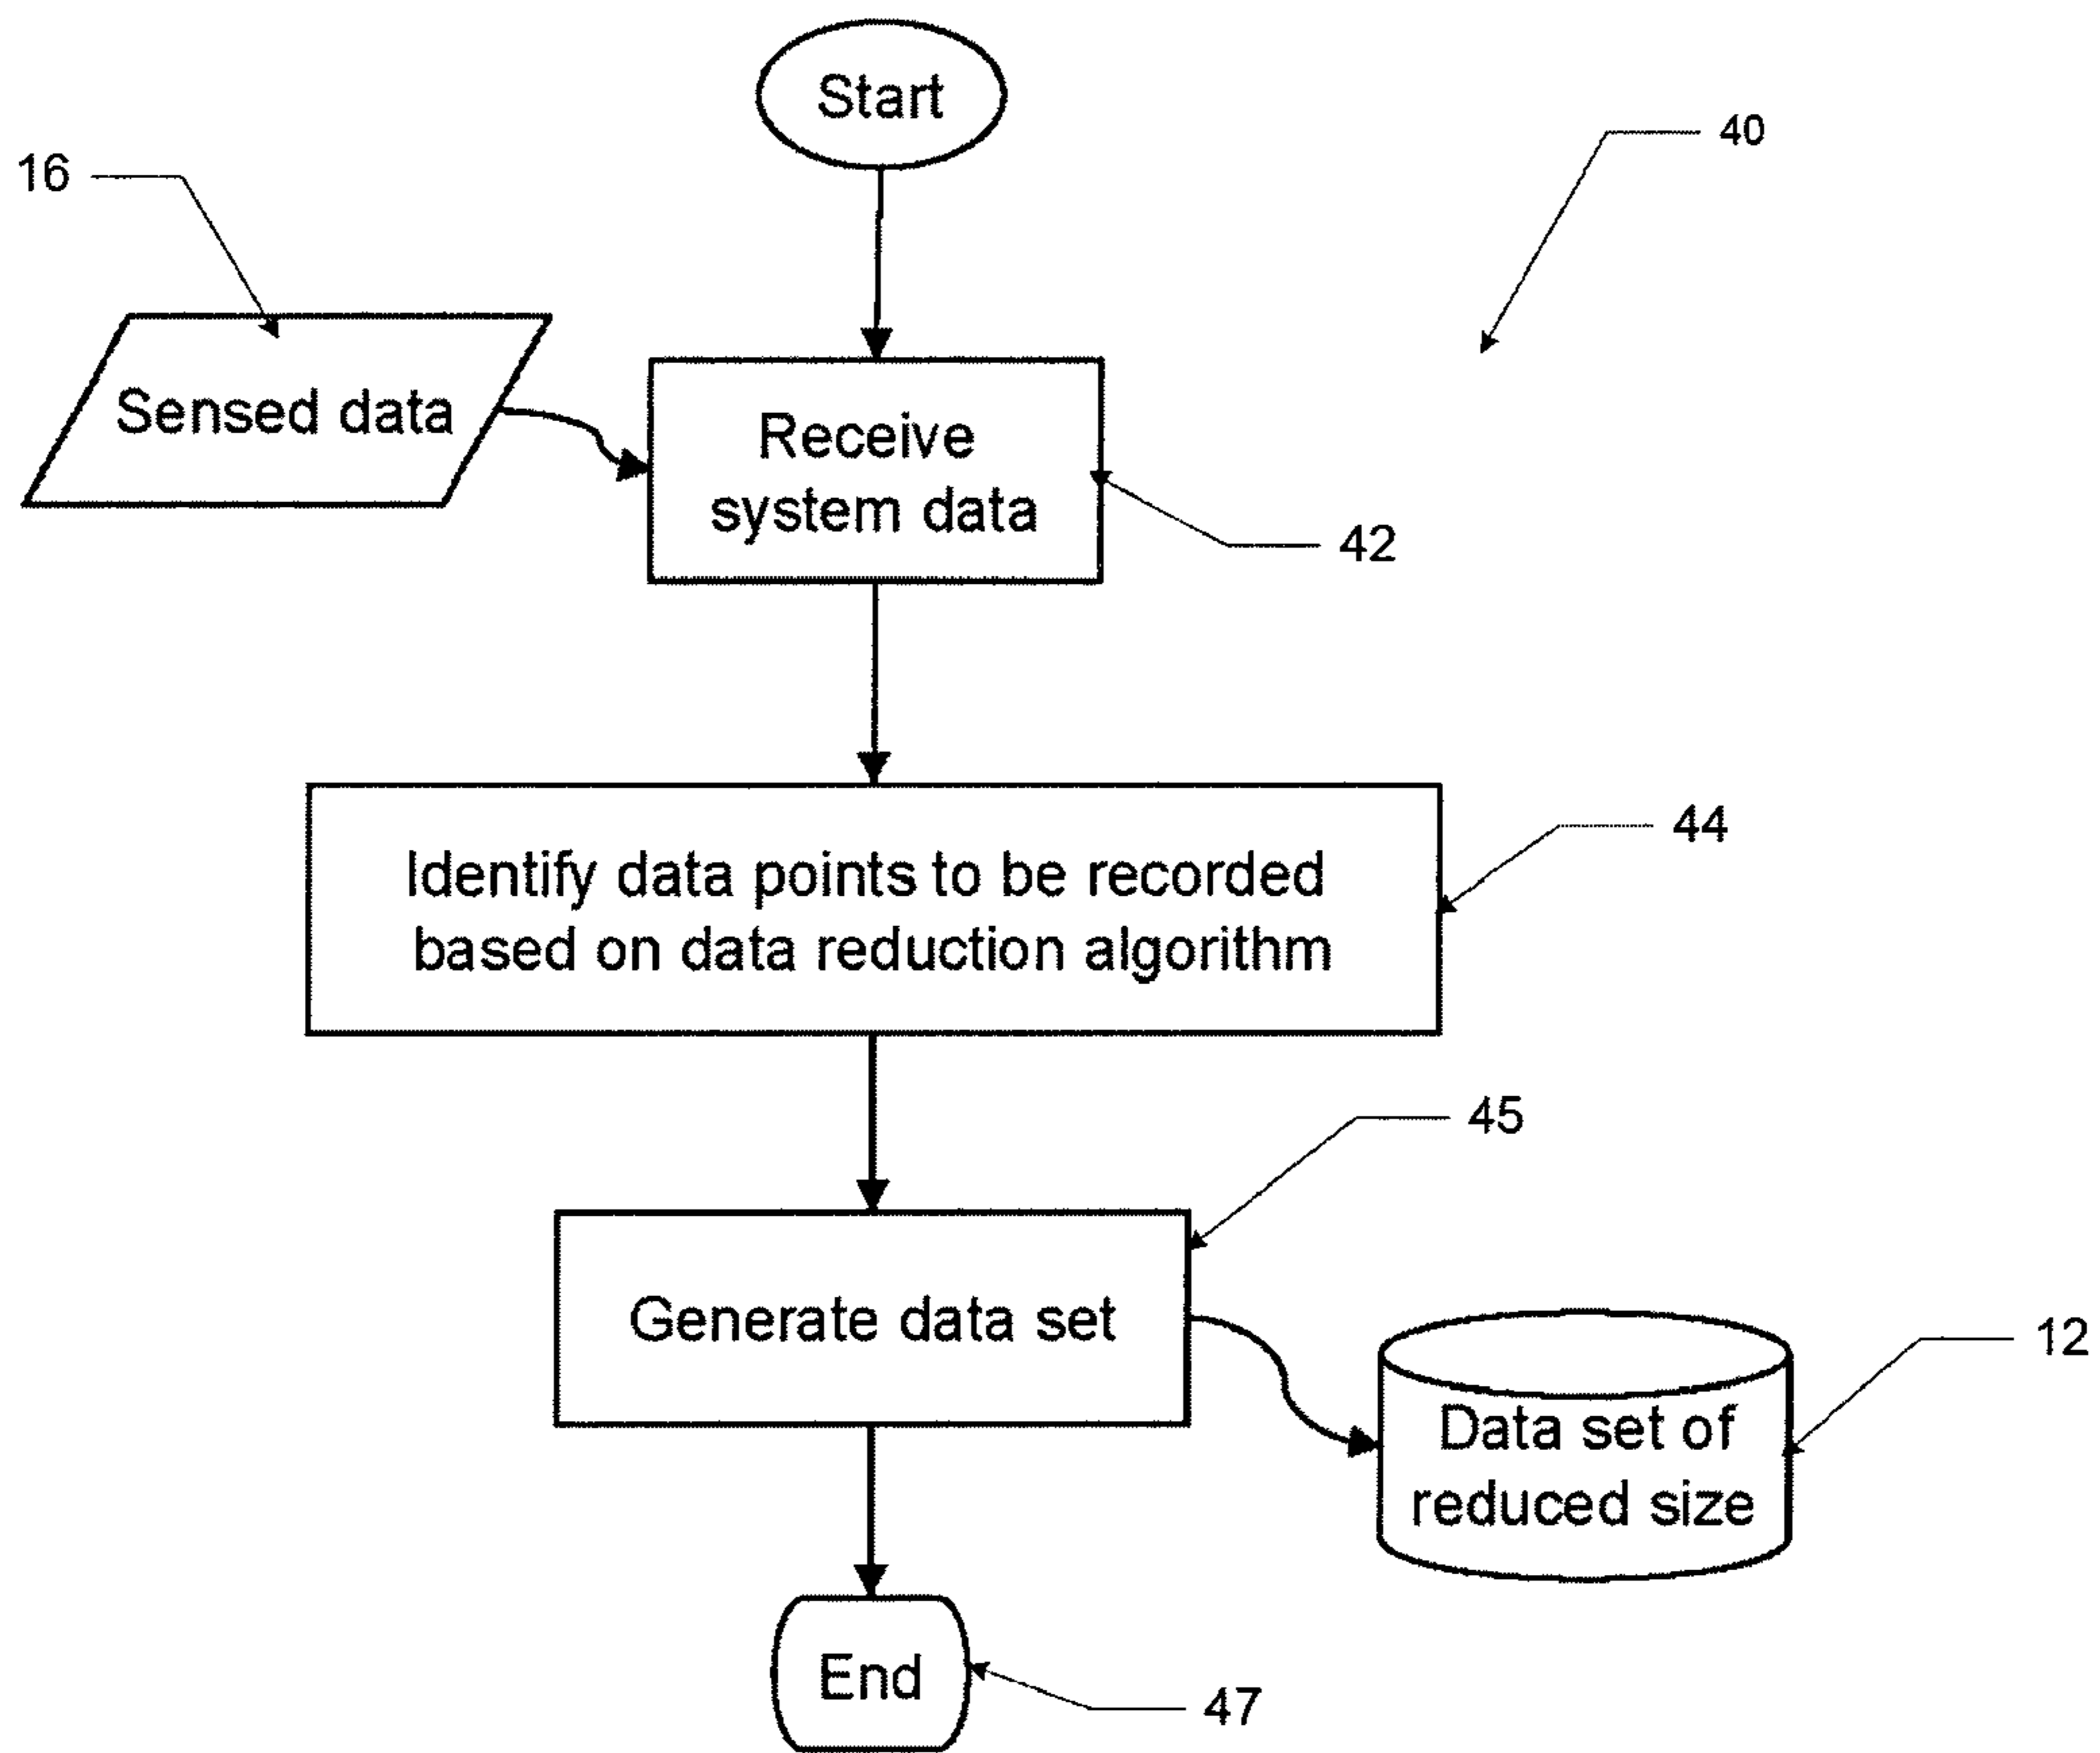 Start
40
16
Sensed data
Receive
system data
42
44
Identify data points to be recorded
based on data reduction algorithm
45
Generate data set
12
Data set of
reduced size
End
47